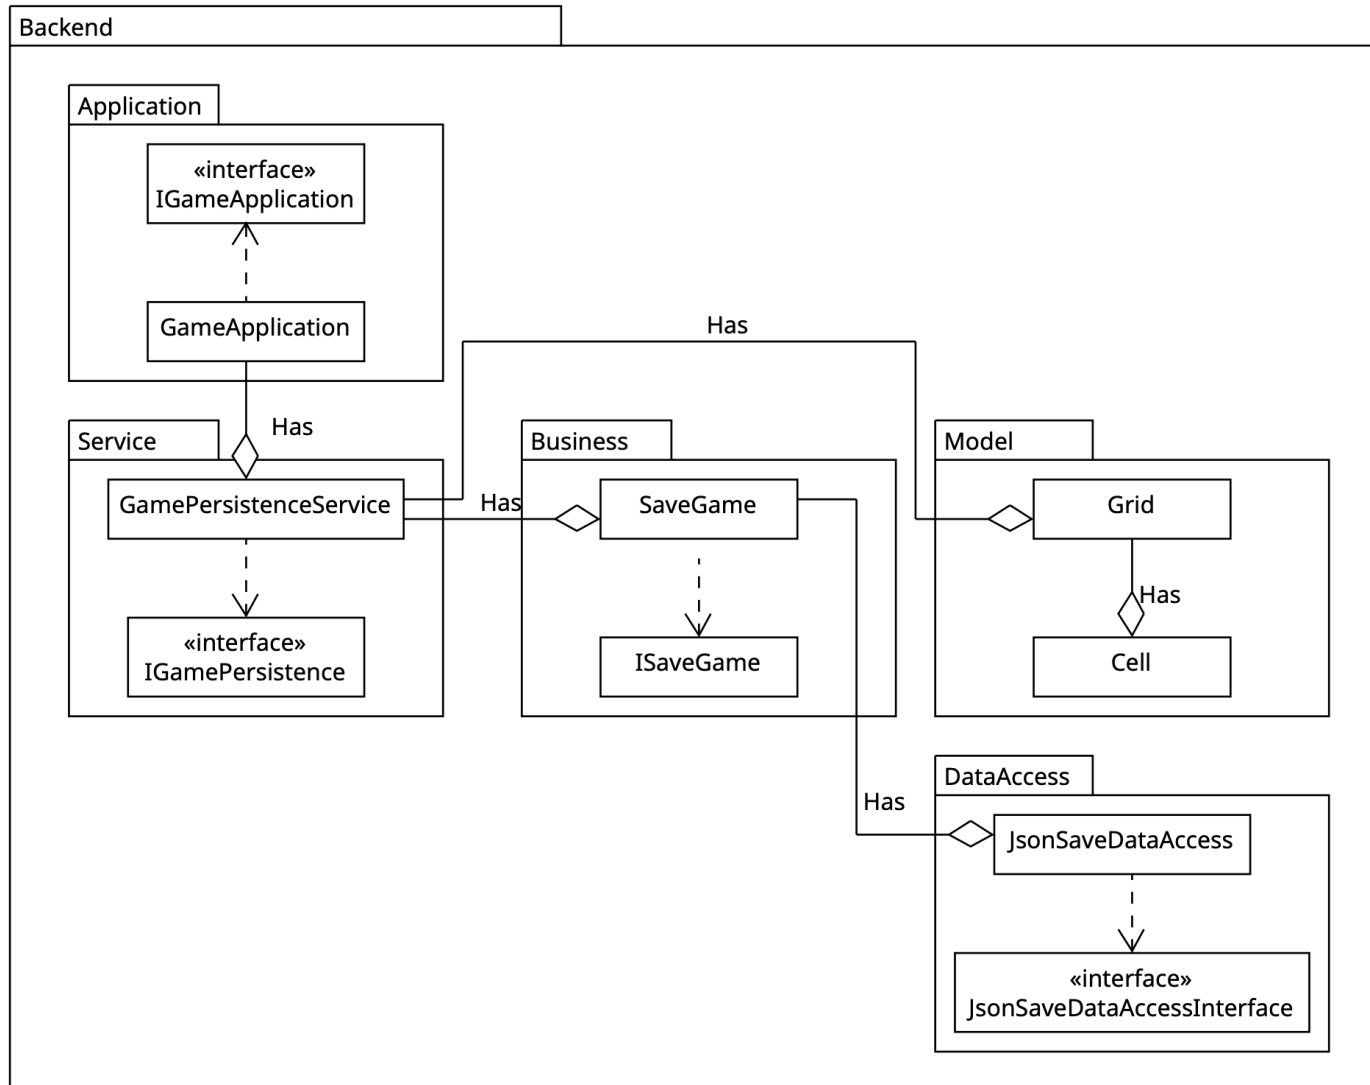 Backend
Application
«interface»
IGameApplication
GameApplication
Has
Has
Service
GamePersistenceService
«interface»
IGamePersistence
Has
Business
SaveGame
ISaveGame
Model
Grid
Has
Cell
Has
DataAccess
JsonSaveDataAccess
«interface»
JsonSaveDataAccessInterface